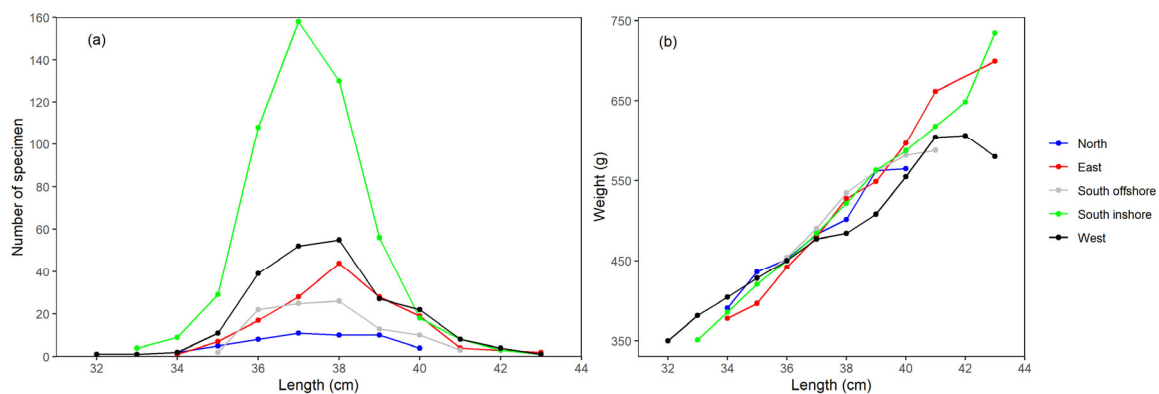 (a)
160
140
120
100
80
60
40
20
0
Number of specimen
32 34 36 38 40 42 44
Length (cm)
(b)
750
650
550
450
350
Weight (g)
32 34 36 38 40 42 44
Length (cm)
North
East
South offshore
South inshore
West